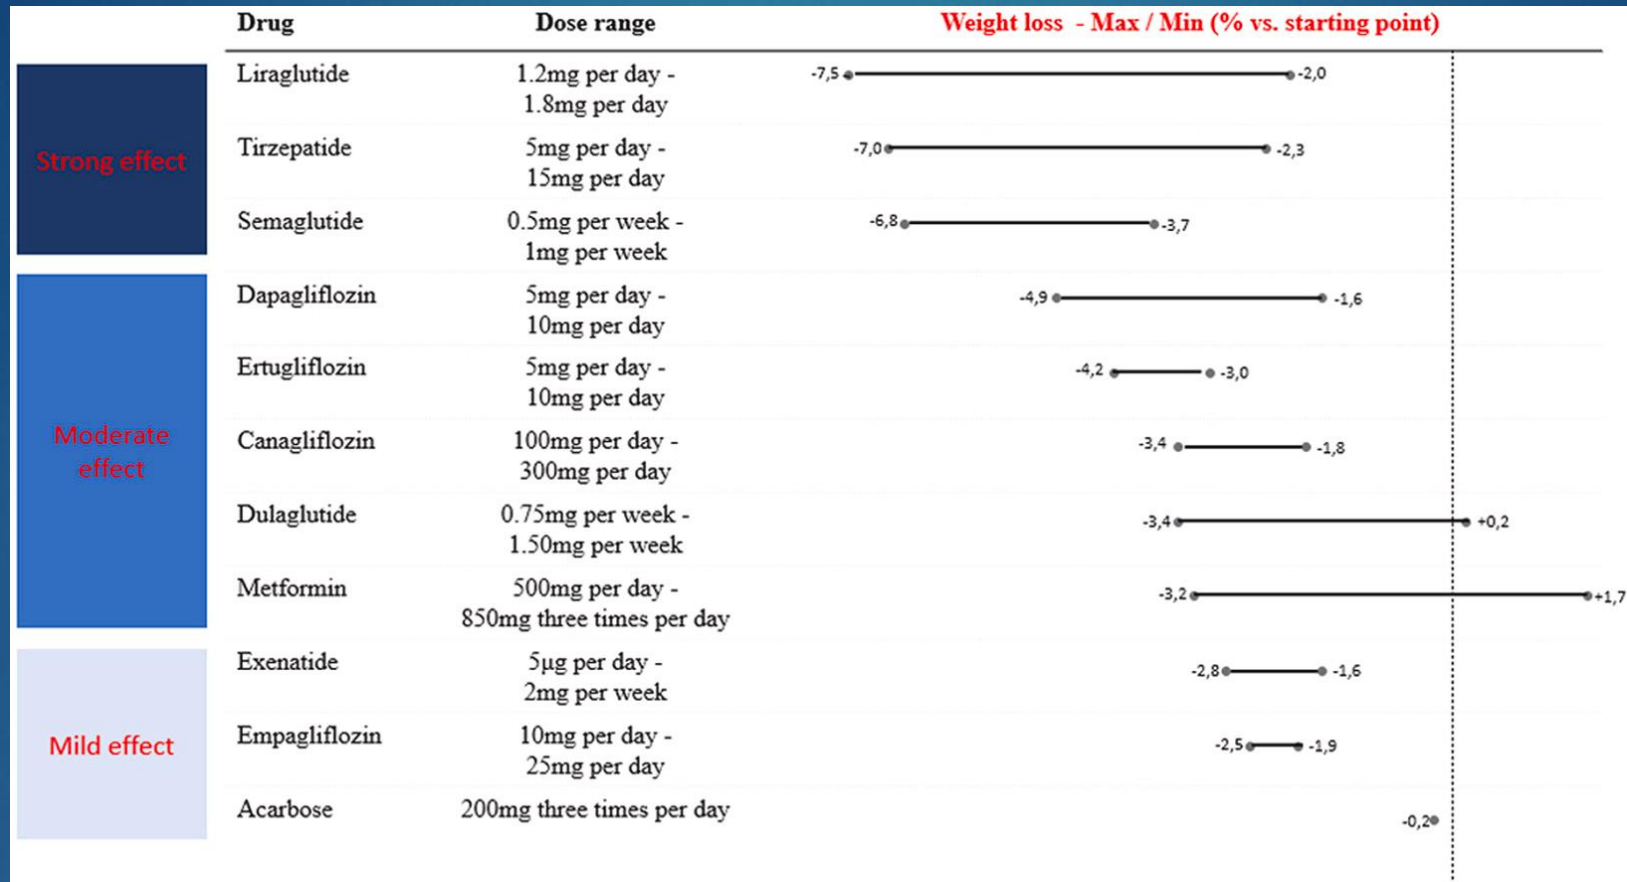 Drug Dose range Weight loss - Max / Min (% vs. starting point)
Strong effect
Liraglutide 1.2mg per day - -7,5 -2,0
1.8mg per day
Tirzepatide 5mg per day - -7,0 -2,3
15mg per day
Semaglutide 0.5mg per week - -6,8 -3,7
1mg per week
Moderate
effect
Dapagliflozin 5mg per day - -4,9 -1,6
10mg per day
Ertugliflozin 5mg per day - -4,2 -3,0
10mg per day
Canagliflozin 100mg per day - -3,4 -1,8
300mg per day
Dulaglutide 0.75mg per week - -3,4 +0,2
1.50mg per week
Metformin 500mg per day - -3,2 +1,7
850mg three times per day
Mild effect
Exenatide 5µg per day - -2,8 -1,6
2mg per week
Empagliflozin 10mg per day - -2,5 -1,9
25mg per day
Acarbose 200mg three times per day -0,2